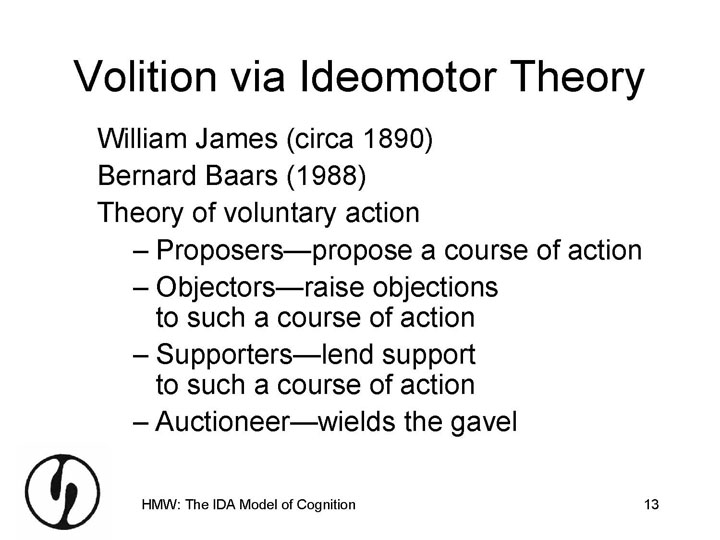 Volition via Ideomotor Theory
William James (circa 1890)
Bernard Baars (1988)
Theory of voluntary action
– Proposers—propose a course of action
– Objectors—raise objections
to such a course of action
– Supporters—lend support
to such a course of action
– Auctioneer—wields the gavel
HMW: The IDA Model of Cognition
13